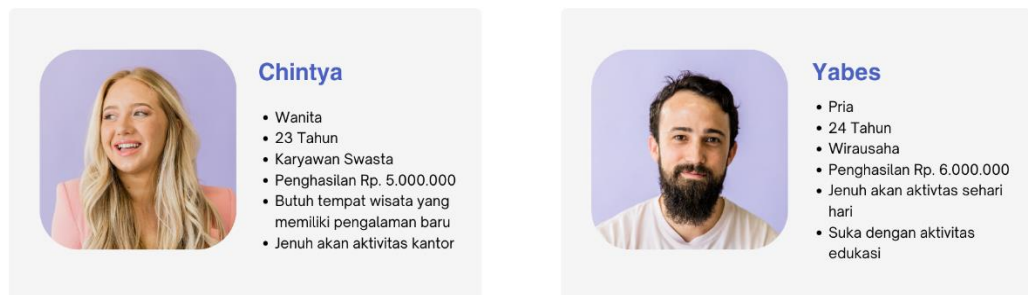 Chintya
• Wanita
• 23 Tahun
• Karyawan Swasta
• Penghasilan Rp. 5.000.000
• Butuh tempat wisata yang
memiliki pengalaman baru
• Jenuh akan aktivitas kantor
Yabes
• Pria
• 24 Tahun
• Wirausaha
• Penghasilan Rp. 6.000.000
• Jenuh akan aktivtas sehari
hari
• Suka dengan aktivitas
edukasi